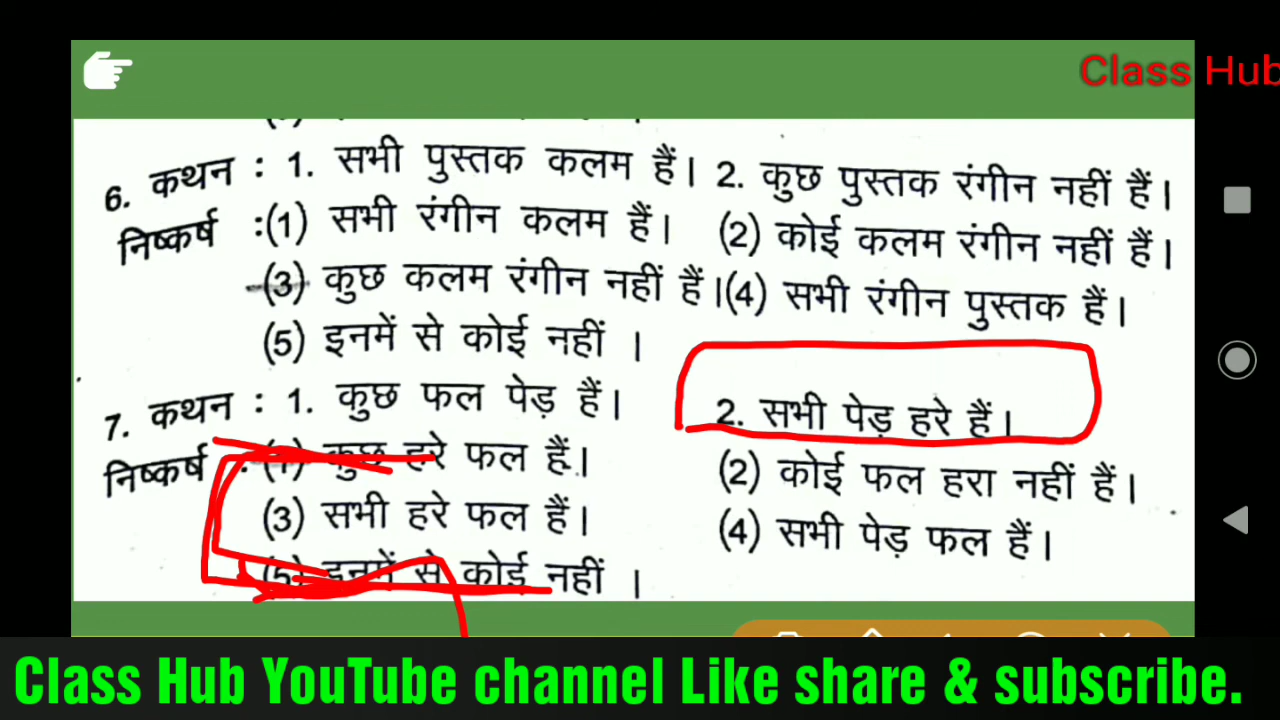 Class Hub
6. कथन : 1. सभी पुस्तक कलम हैं। 2. कुछ पुस्तक रंगीन नहीं हैं।
निष्कर्ष :(1) सभी रंगीन कलम हैं। (2) कोई कलम रंगीन नहीं हैं।
(3) कुछ कलम रंगीन नहीं हैं। (4) सभी रंगीन पुस्तक हैं।
(5) इनमें से कोई नहीं ।
7. कथन : 1. कुछ फल पेड़ हैं। 2. सभी पेड़ हरे हैं।
निष्कर्ष : (1) कुछ हरे फल हैं। (2) कोई फल हरा नहीं हैं।
(3) सभी हरे फल हैं। (4) सभी पेड़ फल हैं।
(5) इनमें से कोई नहीं ।
Class Hub YouTube channel Like share & subscribe.